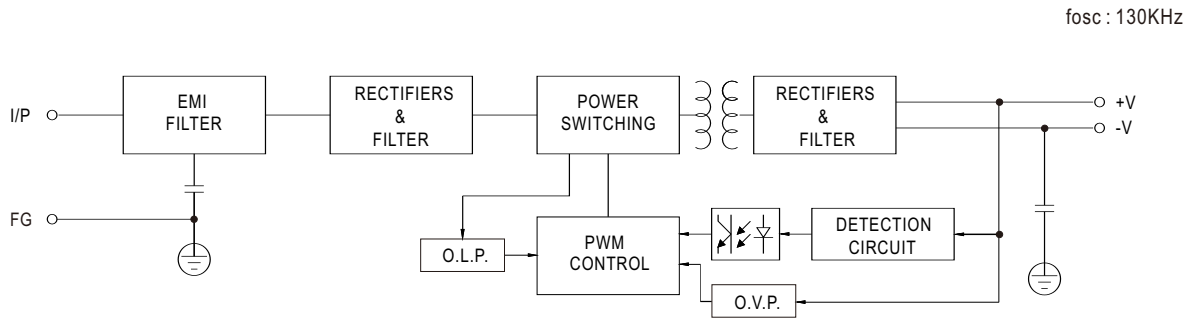 fosc : 130KHz
I/P
EMI
FILTER
RECTIFIERS
&
FILTER
POWER
SWITCHING
RECTIFIERS
&
FILTER
+V
-V
FG
O.L.P.
PWM
CONTROL
DETECTION
CIRCUIT
O.V.P.